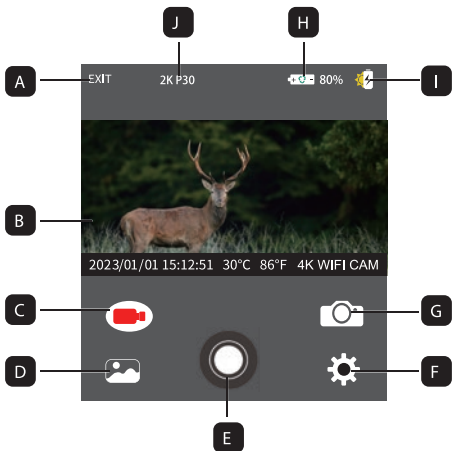 J
H
A
EXIT
2K P30
80%
I
B
2023/01/01 15:12:51 30°C 86°F 4K WIFI CAM
C
G
D
F
E